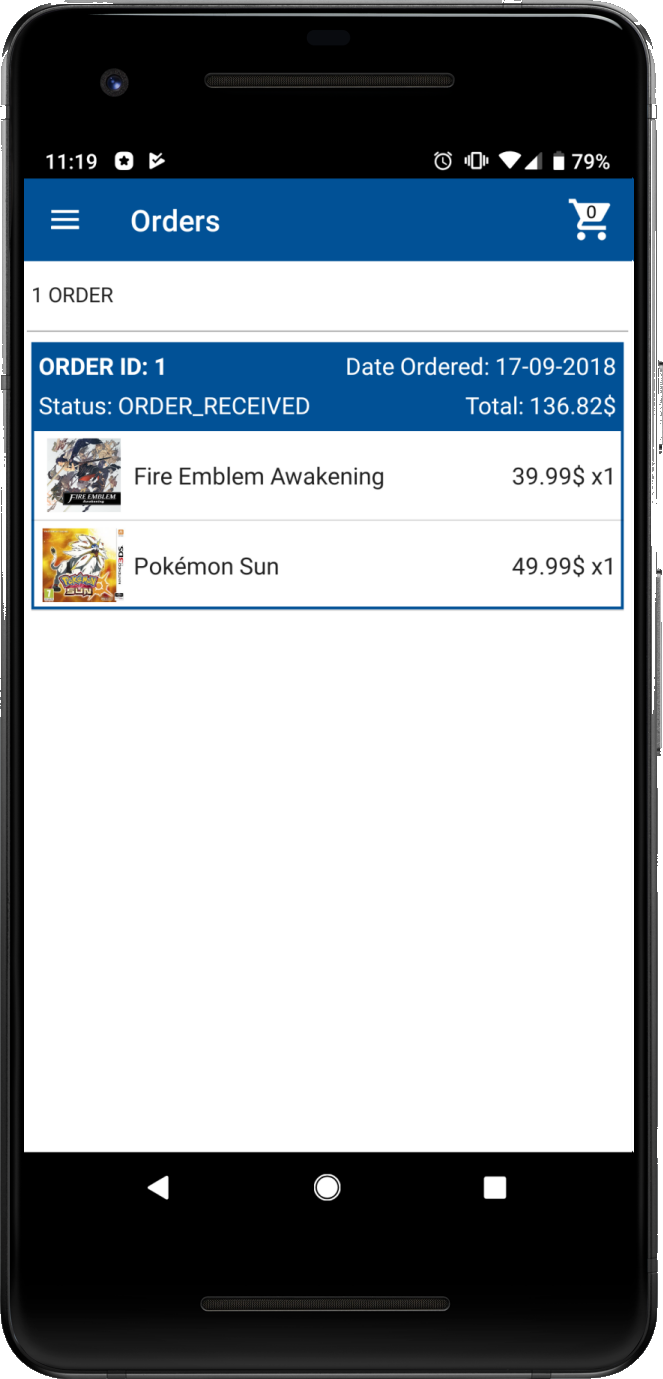 11:19 79%
Orders 0
1 ORDER
ORDER ID: 1 Date Ordered: 17-09-2018
Status: ORDER_RECEIVED Total: 136.82$
FIRE EMBLEM
Awakening
Fire Emblem Awakening 39.99$ x1
POKÉMON
SUN
7
Pokémon Sun 49.99$ x1